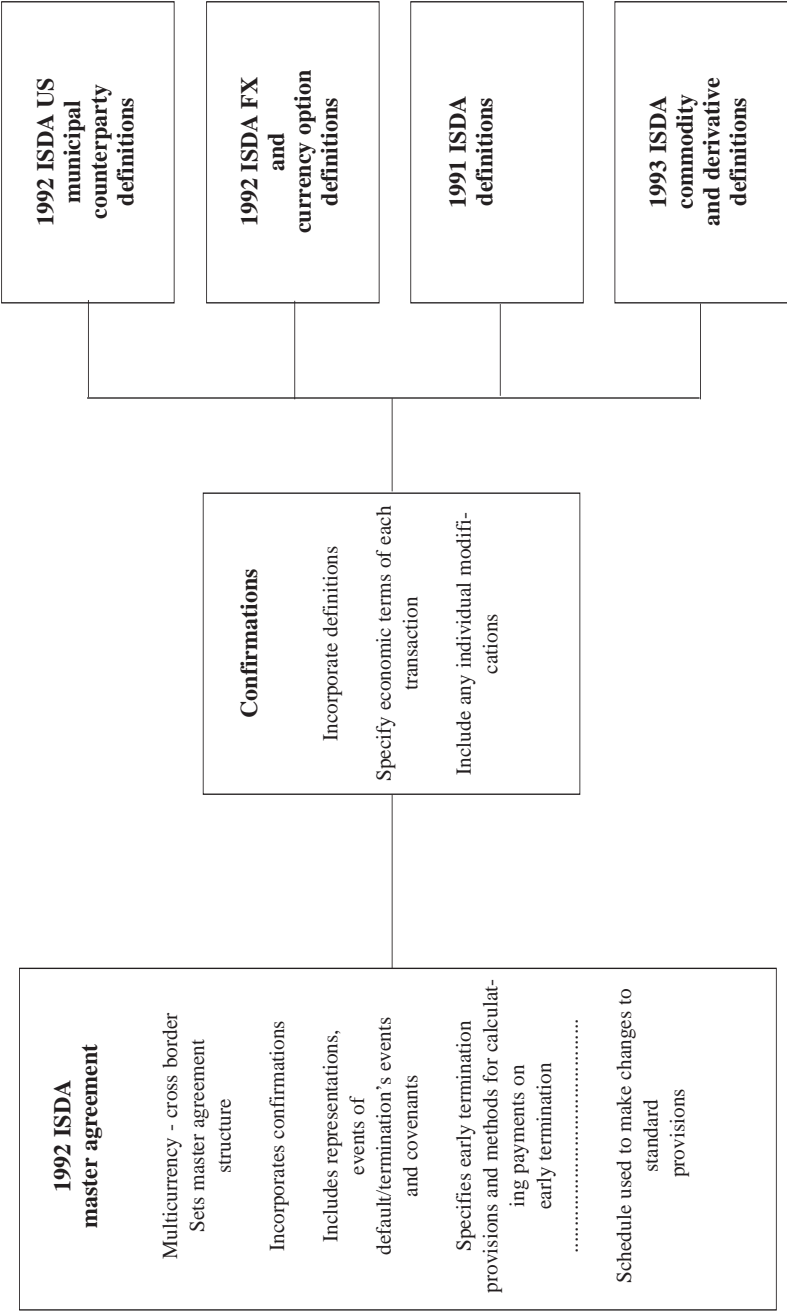 1992 ISDA
master agreement
Multicurrency - cross border
Sets master agreement
structure
Incorporates confirmations
Includes representations,
events of
default/termination's events
and covenants
Specifies early termination
provisions and methods for calculat-
ing payments on
early termination
........................................
Schedule used to make changes to
standard
provisions
Confirmations
Incorporate definitions
Specify economic terms of each
transaction
Include any individual modifi-
cations
1992 ISDA US
municipal
counterparty
definitions
1992 ISDA FX
and
currency option
definitions
1991 ISDA
definitions
1993 ISDA
commodity
and derivative
definitions